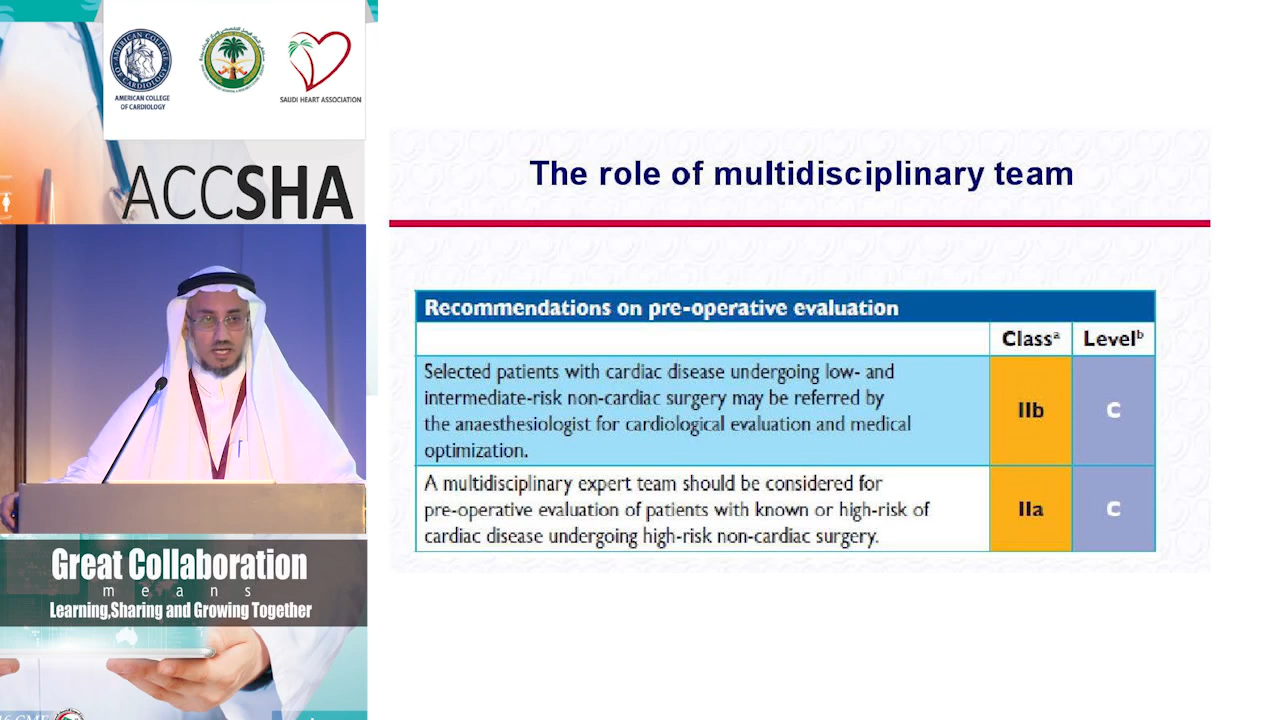 AMERICAN COLLEGE
OF CARDIOLOGY
SAUDI HEART ASSOCIATION
ACCSHA
Great Collaboration
means
Learning,Sharing and Growing Together
The role of multidisciplinary team
Recommendations on pre-operative evaluation
Classᵃ Levelᵇ
Selected patients with cardiac disease undergoing low- and
intermediate-risk non-cardiac surgery may be referred by
the anaesthesiologist for cardiological evaluation and medical
optimization.
IIb C
A multidisciplinary expert team should be considered for
pre-operative evaluation of patients with known or high-risk of
cardiac disease undergoing high-risk non-cardiac surgery.
IIa C